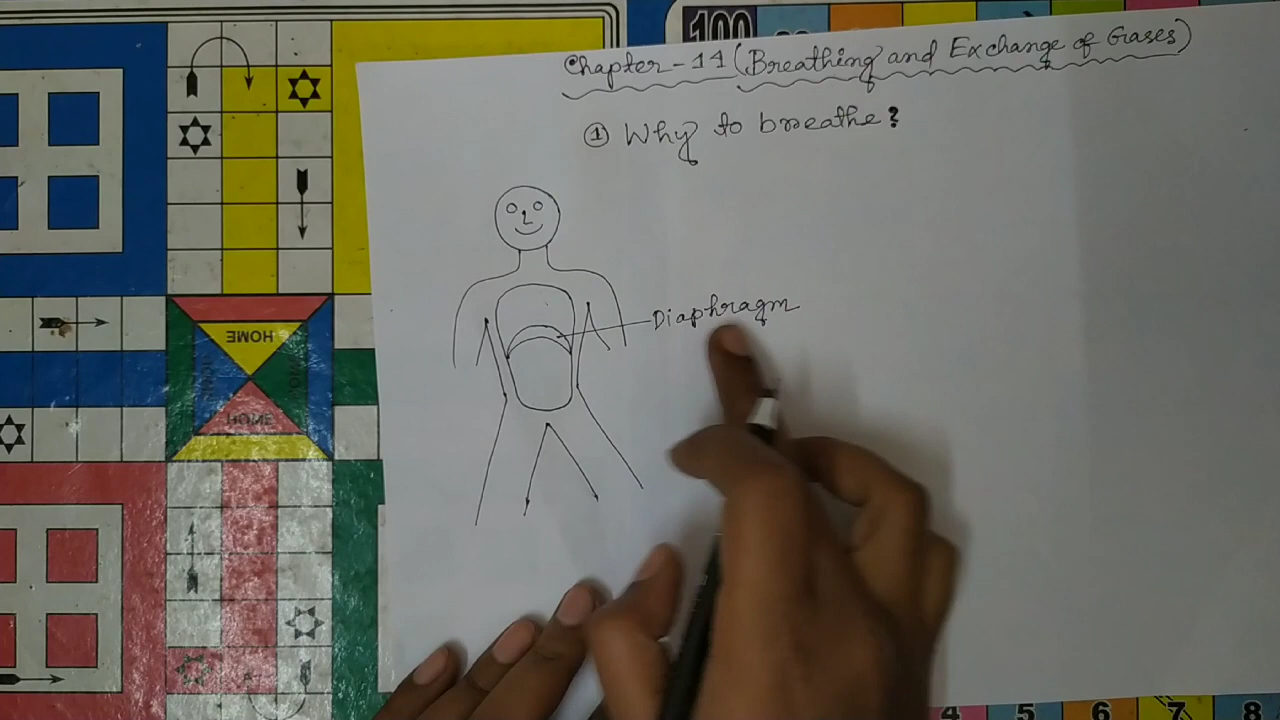 100
Chapter-11 (Breathing and Exchange of Gases)
① Why to breathe?
Diaphragm
HOME
HOME
4 5 6 7 8